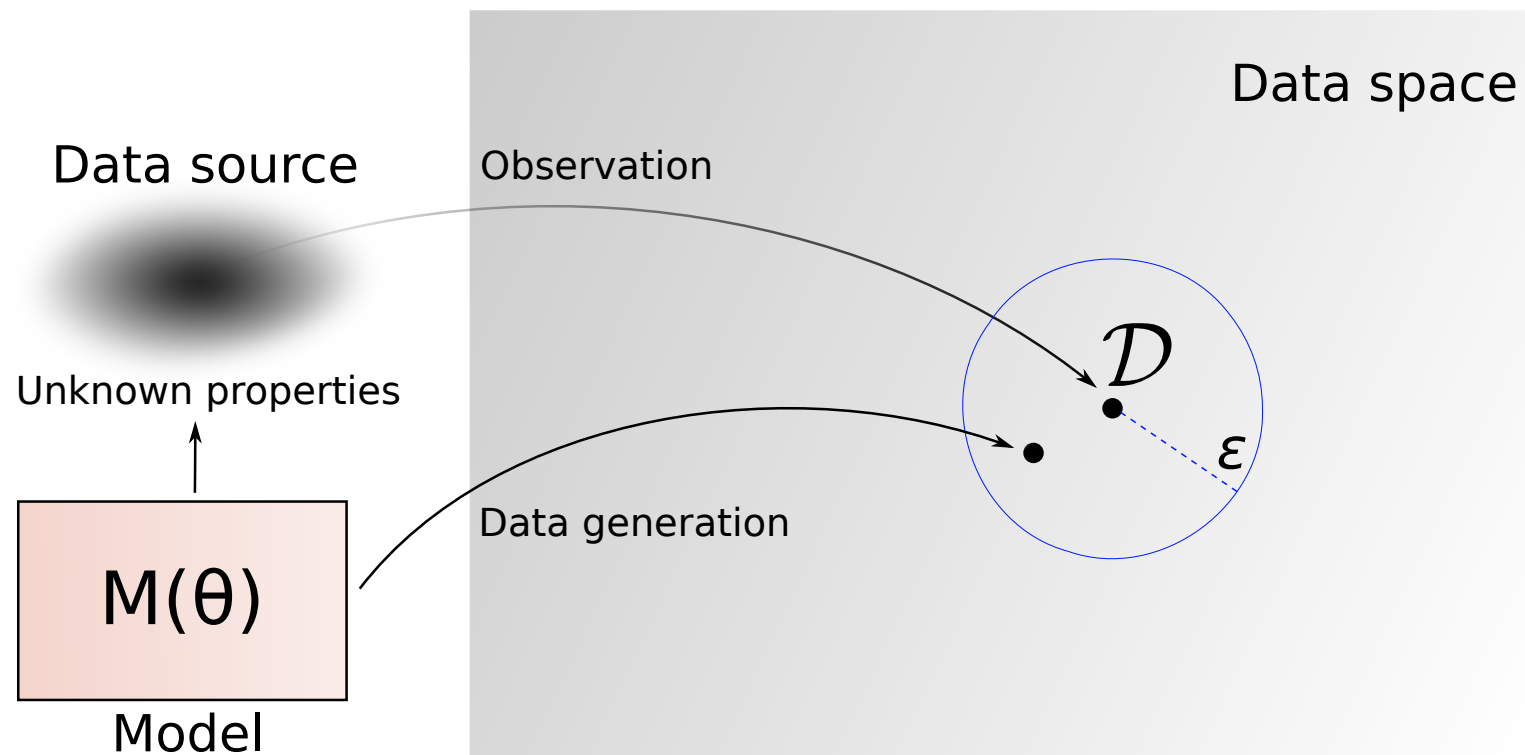 Data space
Data source
Observation
𝒟
Unknown properties
ε
Data generation
M(θ)
Model